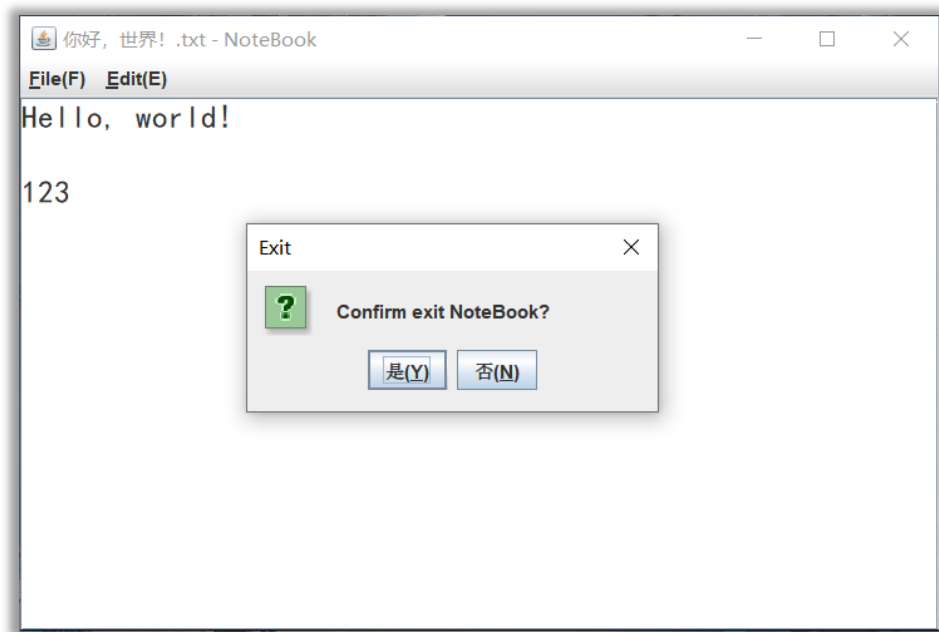 你好，世界！.txt - NoteBook
File(F) Edit(E)
Hello, world!
123
Exit
Confirm exit NoteBook?
是(Y) 否(N)